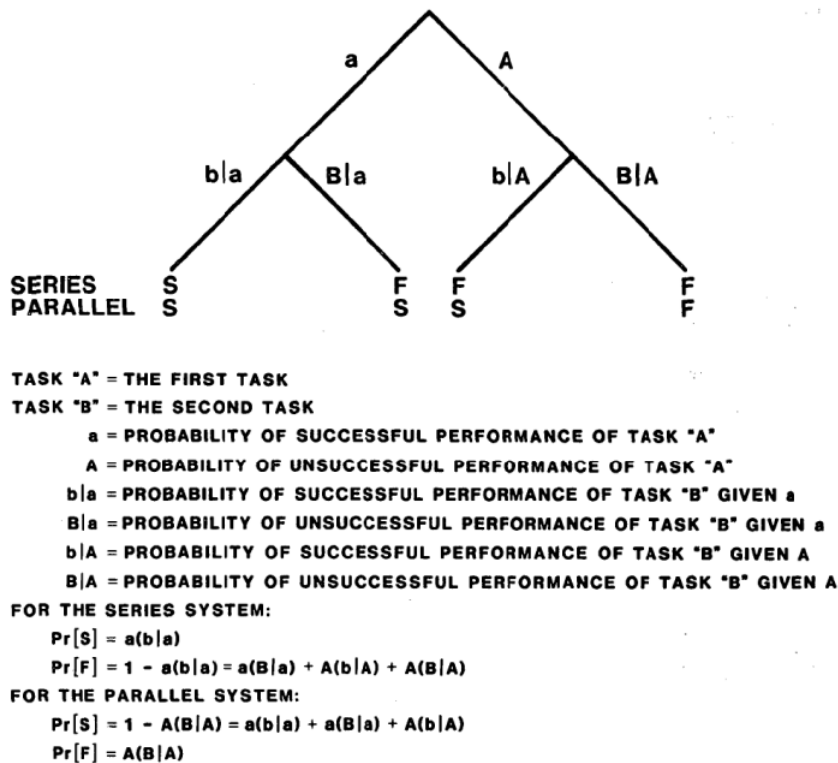 a A
b|a B|a b|A B|A
SERIES S F F F
PARALLEL S S S F
TASK "A" = THE FIRST TASK
TASK "B" = THE SECOND TASK
a = PROBABILITY OF SUCCESSFUL PERFORMANCE OF TASK "A"
A = PROBABILITY OF UNSUCCESSFUL PERFORMANCE OF TASK "A"
b|a = PROBABILITY OF SUCCESSFUL PERFORMANCE OF TASK "B" GIVEN a
B|a = PROBABILITY OF UNSUCCESSFUL PERFORMANCE OF TASK "B" GIVEN a
b|A = PROBABILITY OF SUCCESSFUL PERFORMANCE OF TASK "B" GIVEN A
B|A = PROBABILITY OF UNSUCCESSFUL PERFORMANCE OF TASK "B" GIVEN A
FOR THE SERIES SYSTEM:
Pr[S] = a(b|a)
Pr[F] = 1 - a(b|a) = a(B|a) + A(b|A) + A(B|A)
FOR THE PARALLEL SYSTEM:
Pr[S] = 1 - A(B|A) = a(b|a) + a(B|a) + A(b|A)
Pr[F] = A(B|A)